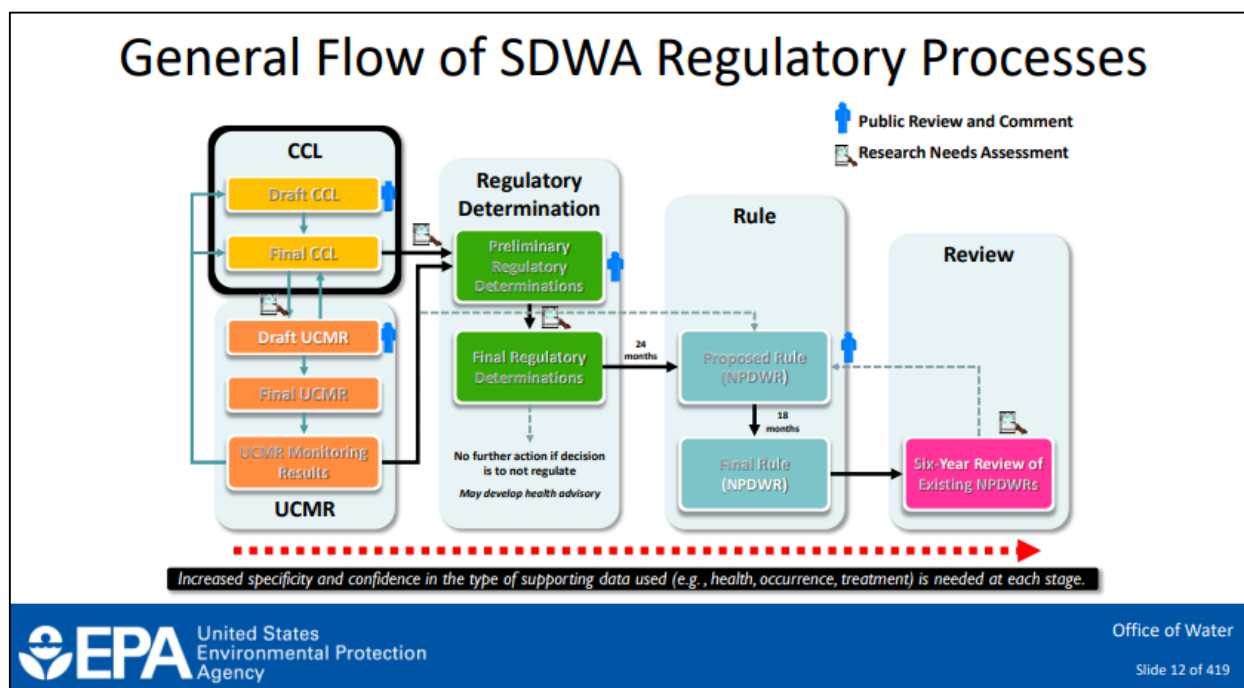 General Flow of SDWA Regulatory Processes
Public Review and Comment
Research Needs Assessment
CCL
Draft CCL
Final CCL
Draft UCMR
Final UCMR
UCMR Monitoring
Results
UCMR
Regulatory
Determination
Preliminary
Regulatory
Determinations
Final Regulatory
Determinations
No further action if decision
is to not regulate
May develop health advisory
24
months
Rule
Proposed Rule
(NPDWR)
18
months
Final Rule
(NPDWR)
Review
Six-Year Review of
Existing NPDWRs
Increased specificity and confidence in the type of supporting data used (e.g., health, occurrence, treatment) is needed at each stage.
EPA
United States
Environmental Protection
Agency
Office of Water
Slide 12 of 419